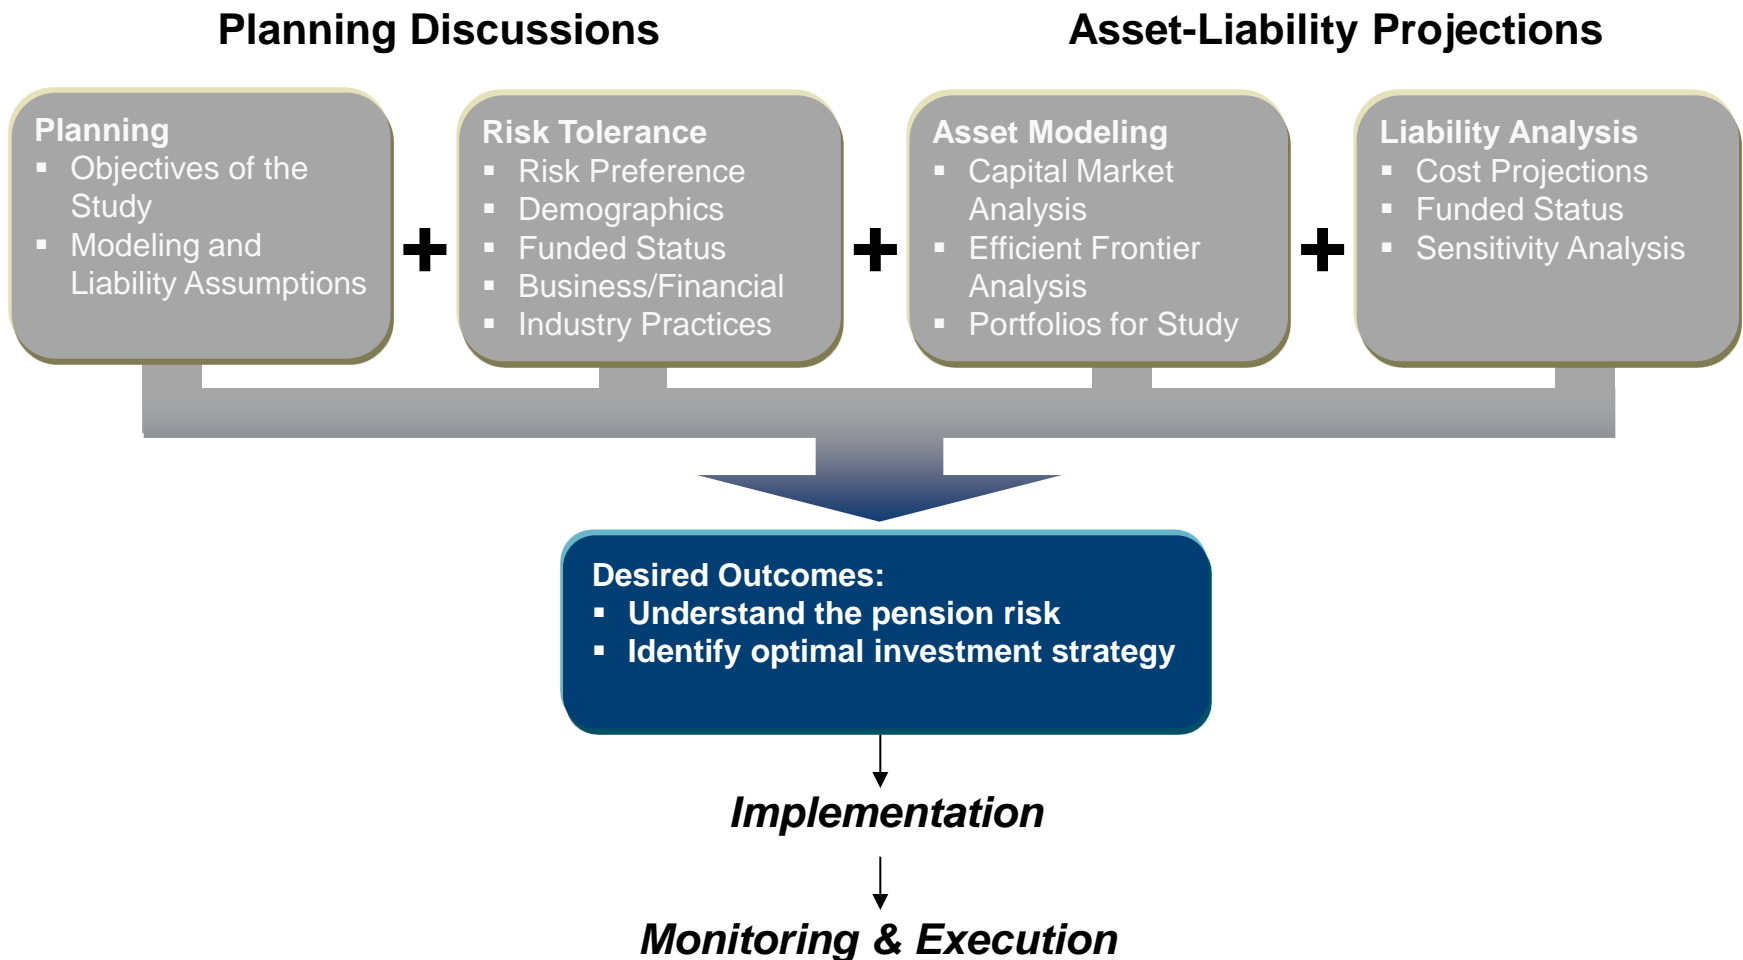 Planning Discussions
Asset-Liability Projections
Planning
▪ Objectives of the
Study
▪ Modeling and
Liability Assumptions
+
Risk Tolerance
▪ Risk Preference
▪ Demographics
▪ Funded Status
▪ Business/Financial
▪ Industry Practices
+
Asset Modeling
▪ Capital Market
Analysis
▪ Efficient Frontier
Analysis
▪ Portfolios for Study
+
Liability Analysis
▪ Cost Projections
▪ Funded Status
▪ Sensitivity Analysis
Desired Outcomes:
▪ Understand the pension risk
▪ Identify optimal investment strategy
Implementation
Monitoring & Execution